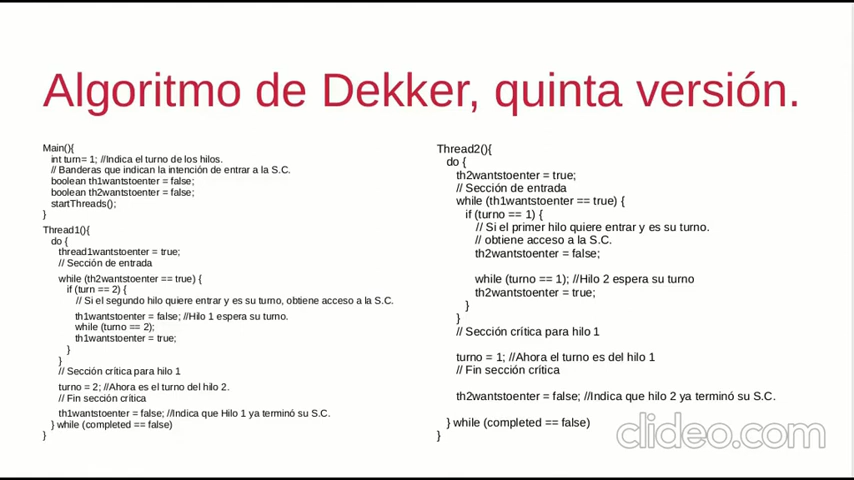 Algoritmo de Dekker, quinta versión.
Main(){
int turn= 1; //Indica el turno de los hilos.
// Banderas que indican la intención de entrar a la S.C.
boolean th1wantstoenter = false;
boolean th2wantstoenter = false;
startThreads();
}
Thread1(){
do {
thread1wantstoenter = true;
// Sección de entrada
while (th2wantstoenter == true) {
if (turn == 2) {
// Si el segundo hilo quiere entrar y es su turno, obtiene acceso a la S.C.
th1wantstoenter = false; //Hilo 1 espera su turno.
while (turno == 2);
th1wantstoenter = true;
}
}
// Sección crítica para hilo 1
turno = 2; //Ahora es el turno del hilo 2.
// Fin sección crítica
th1wantstoenter = false; //Indica que Hilo 1 ya terminó su S.C.
} while (completed == false)
}
Thread2(){
do {
th2wantstoenter = true;
// Sección de entrada
while (th1wantstoenter == true) {
if (turno == 1) {
// Si el primer hilo quiere entrar y es su turno.
// obtiene acceso a la S.C.
th2wantstoenter = false;
while (turno == 1); //Hilo 2 espera su turno
th2wantstoenter = true;
}
}
// Sección crítica para hilo 1
turno = 1; //Ahora el turno es del hilo 1
// Fin sección crítica
th2wantstoenter = false; //Indica que hilo 2 ya terminó su S.C.
} while (completed == false)
}
clideo.com